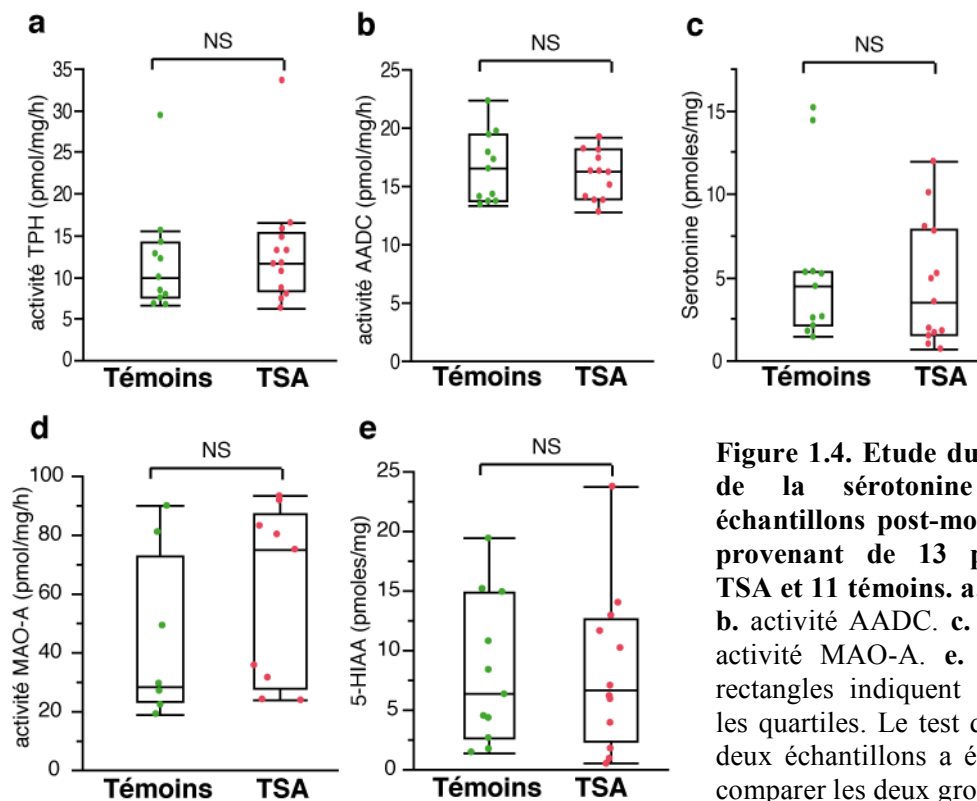 a
NS
activité TPH (pmol/mg/h)
35
30
25
20
15
10
5
0
Témoins TSA
b
NS
activité AADC (pmol/mg/h)
25
20
15
10
5
0
Témoins TSA
c
NS
Serotonine (pmoles/mg)
15
10
5
0
Témoins TSA
d
NS
activité MAO-A (pmol/mg/h)
100
80
60
40
20
0
Témoins TSA
e
NS
5-HIAA (pmoles/mg)
25
20
15
10
5
0
Témoins TSA
Figure 1.4. Etude du
de la sérotonine
échantillons post-mo
provenant de 13 p
TSA et 11 témoins. a.
b. activité AADC. c.
activité MAO-A. e.
rectangles indiquent
les quartiles. Le test d
deux échantillons a é
comparer les deux gro